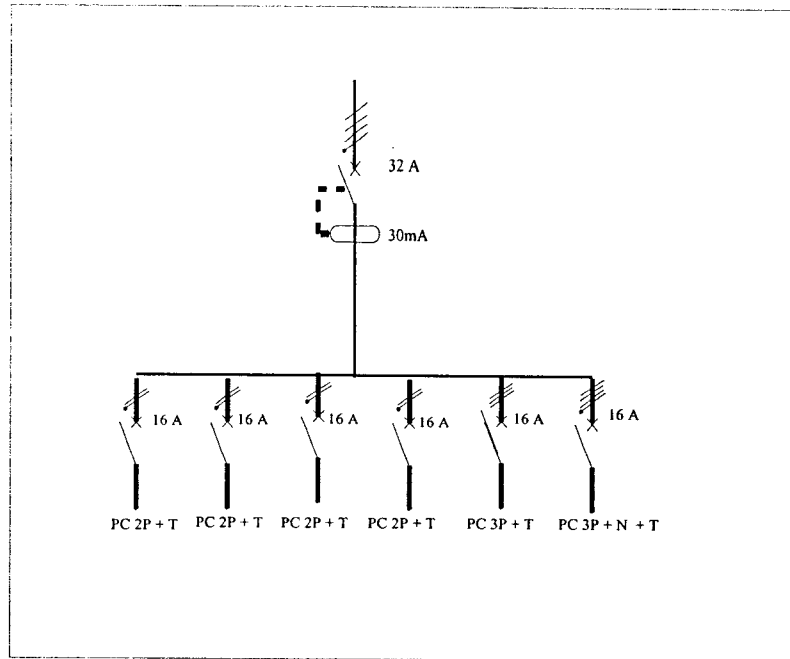 32 A
30mA
16 A 16 A 16 A 16 A 16 A 16 A
PC 2P + T PC 2P + T PC 2P + T PC 2P + T PC 3P + T PC 3P + N + T